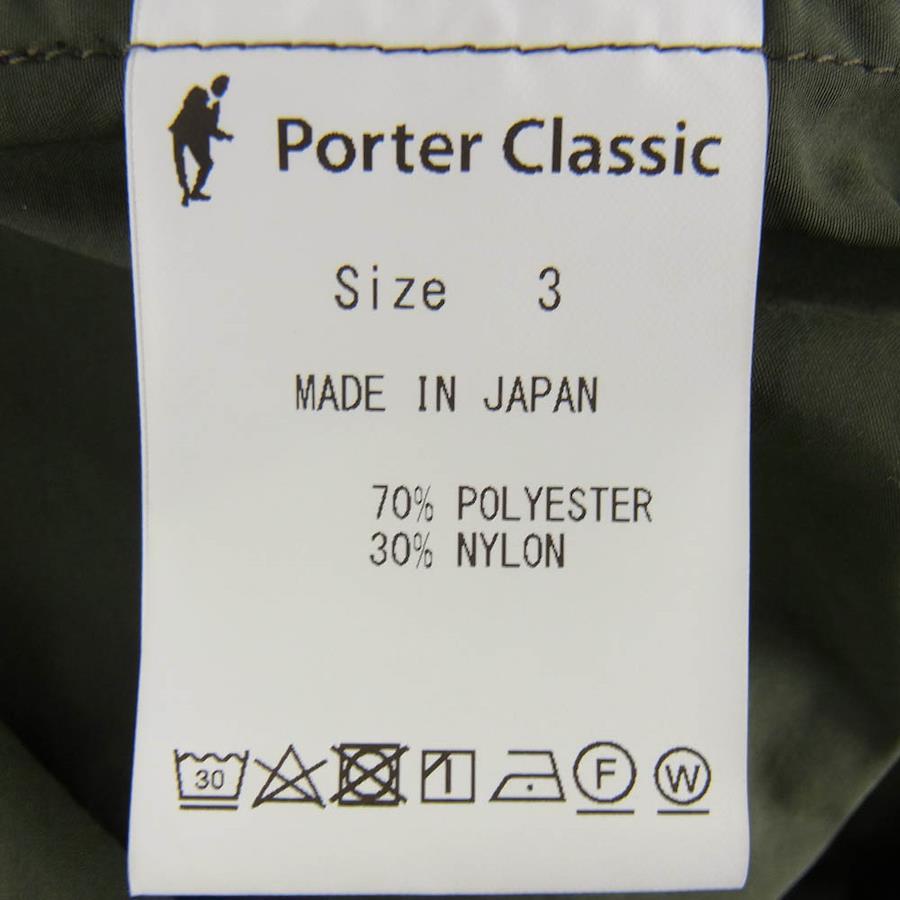 Porter Classic
Size 3
MADE IN JAPAN
70% POLYESTER
30% NYLON
30 F W